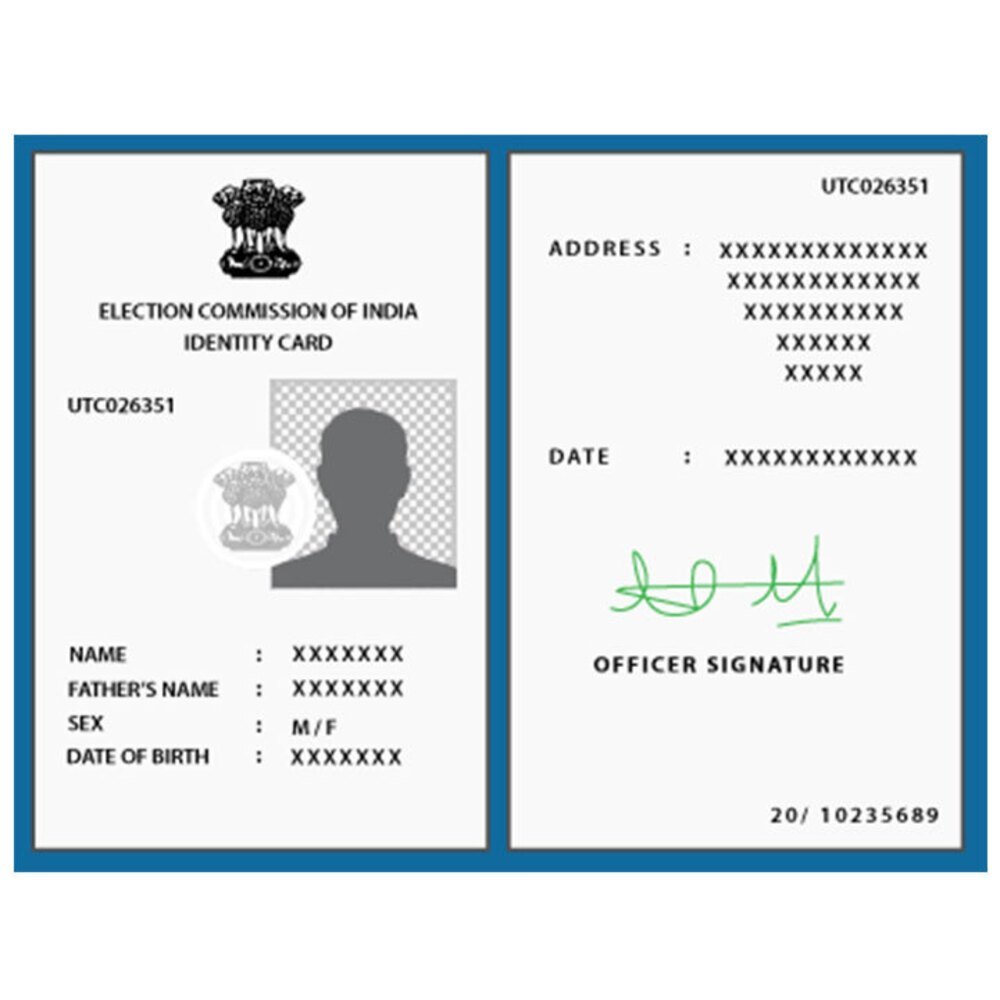 ELECTION COMMISSION OF INDIA
IDENTITY CARD
UTC026351
NAME : XXXXXXX
FATHER'S NAME : XXXXXXX
SEX : M / F
DATE OF BIRTH : XXXXXXX
UTC026351
ADDRESS : XXXXXXXXXXXXX
XXXXXXXXXXXX
XXXXXXXXXX
XXXXXX
XXXXX
DATE : XXXXXXXXXXXX
OFFICER SIGNATURE
20/ 10235689